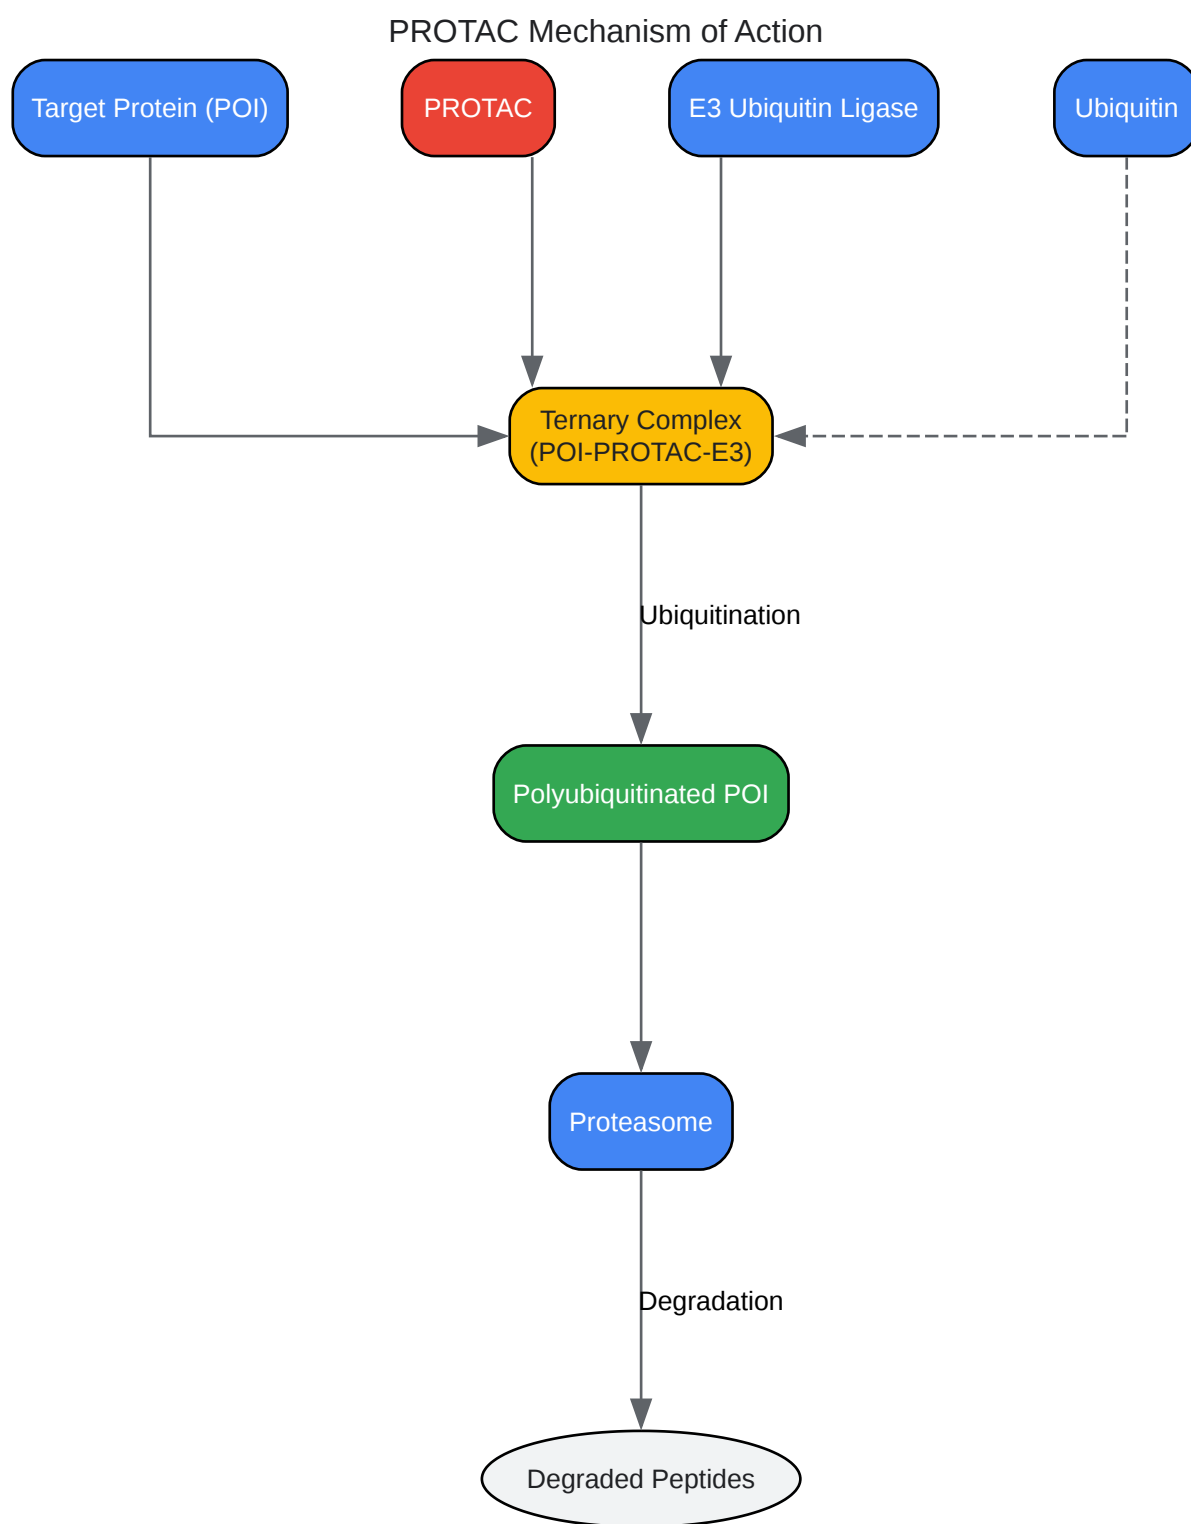 PROTAC Mechanism of Action
Target Protein (POI)
PROTAC
E3 Ubiquitin Ligase
Ubiquitin
Ternary Complex
(POI-PROTAC-E3)
Ubiquitination
Polyubiquitinated POI
Proteasome
Degradation
Degraded Peptides